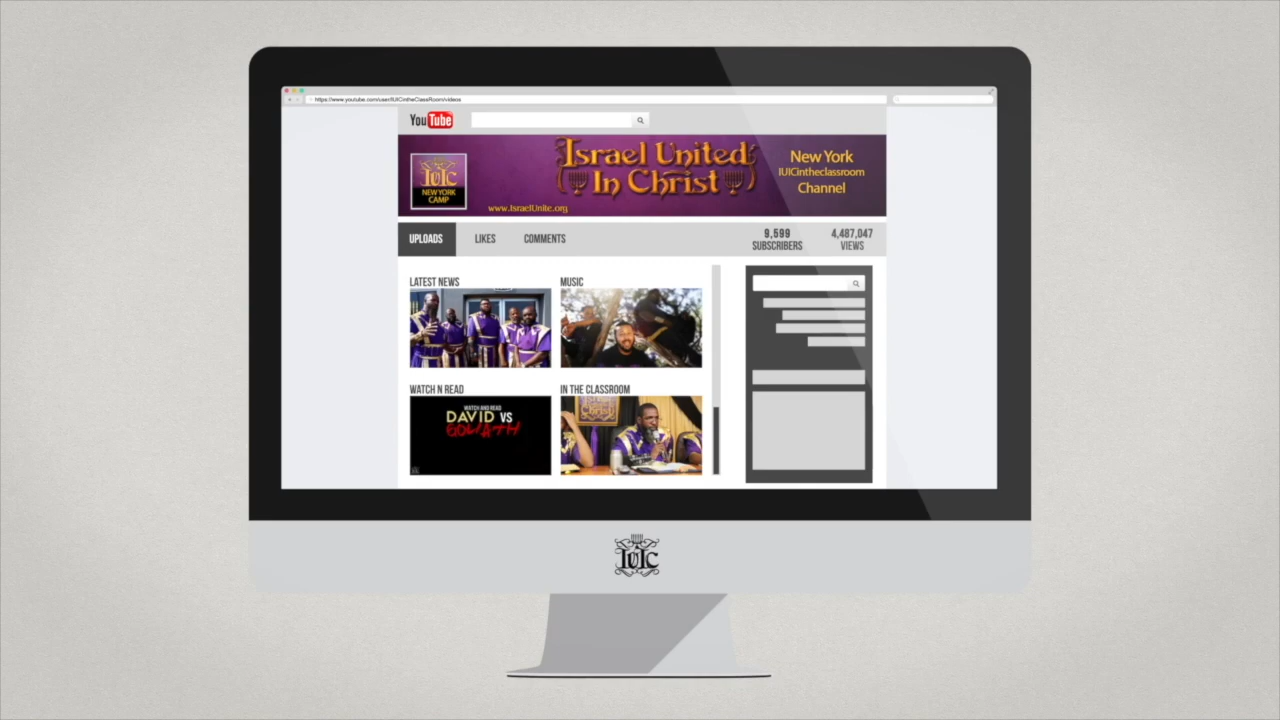 https://www.youtube.com/user/IUICintheClassRoom/videos
YouTube
Israel United
In Christ
IUIC
NEW YORK
CAMP
www.IsraelUnite.org
New York
IUICintheclassroom
Channel
UPLOADS
LIKES
COMMENTS
9,599
SUBSCRIBERS
4,487,047
VIEWS
LATEST NEWS
MUSIC
WATCH N READ
IN THE CLASSROOM
WATCH AND READ
DAVID VS
GOLIATH
Christ
IUIC